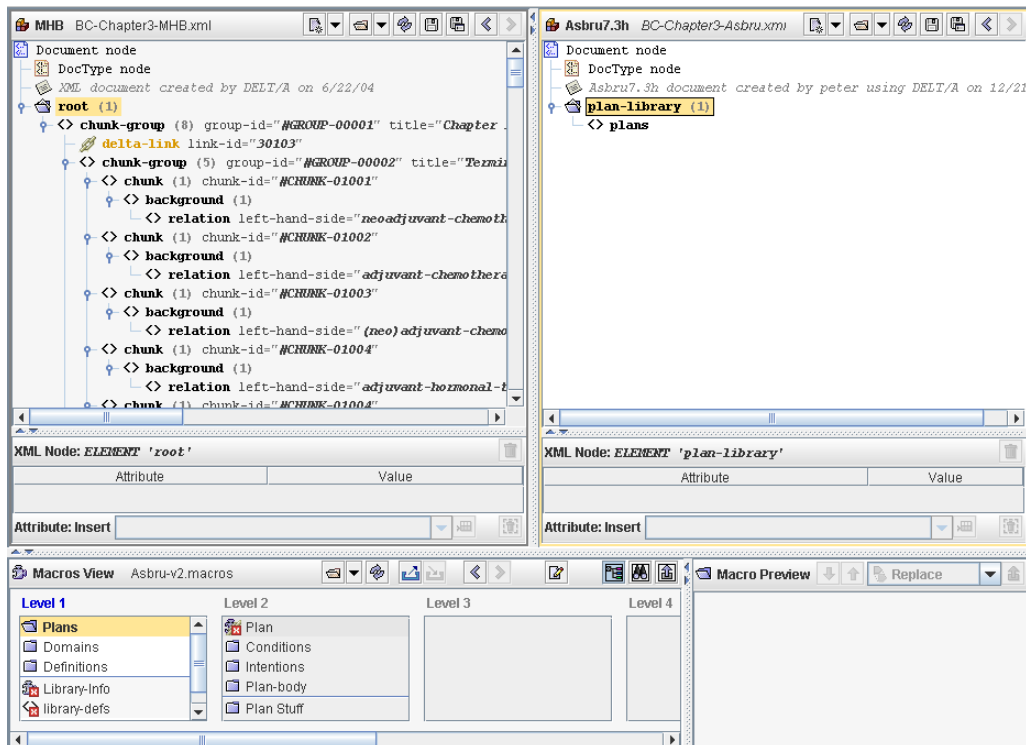 MHB BC-Chapter3-MHB.xml
Document node
DocType node
XML document created by DELT/A on 6/22/04
root (1)
<> chunk-group (8) group-id="#GROUP-00001" title="Chapter
delta-link link-id="30103"
<> chunk-group (5) group-id="#GROUP-00002" title="Termi
<> chunk (1) chunk-id="#CHUNK-01001"
<> background (1)
<> relation left-hand-side="neoadjuvant-chemoth
<> chunk (1) chunk-id="#CHUNK-01002"
<> background (1)
<> relation left-hand-side="adjuvant-chemothera
<> chunk (1) chunk-id="#CHUNK-01003"
<> background (1)
<> relation left-hand-side="(neo)adjuvant-chemo
<> chunk (1) chunk-id="#CHUNK-01004"
<> background (1)
<> relation left-hand-side="adjuvant-hormonal-t
<> chunk (1) chunk-id="#CHUNK-01004"
XML Node: ELEMENT 'root'
Attribute Value
Attribute: Insert
Asbru7.3h BC-Chapter3-Asbru.xml
Document node
DocType node
Asbru7.3h document created by peter using DELT/A on 12/21
plan-library (1)
<> plans
XML Node: ELEMENT 'plan-library'
Attribute Value
Attribute: Insert
Macros View Asbru-v2.macros
Level 1 Level 2 Level 3 Level 4
Plans
Domains
Definitions
Library-Info
library-defs
Plan
Conditions
Intentions
Plan-body
Plan Stuff
Macro Preview Replace